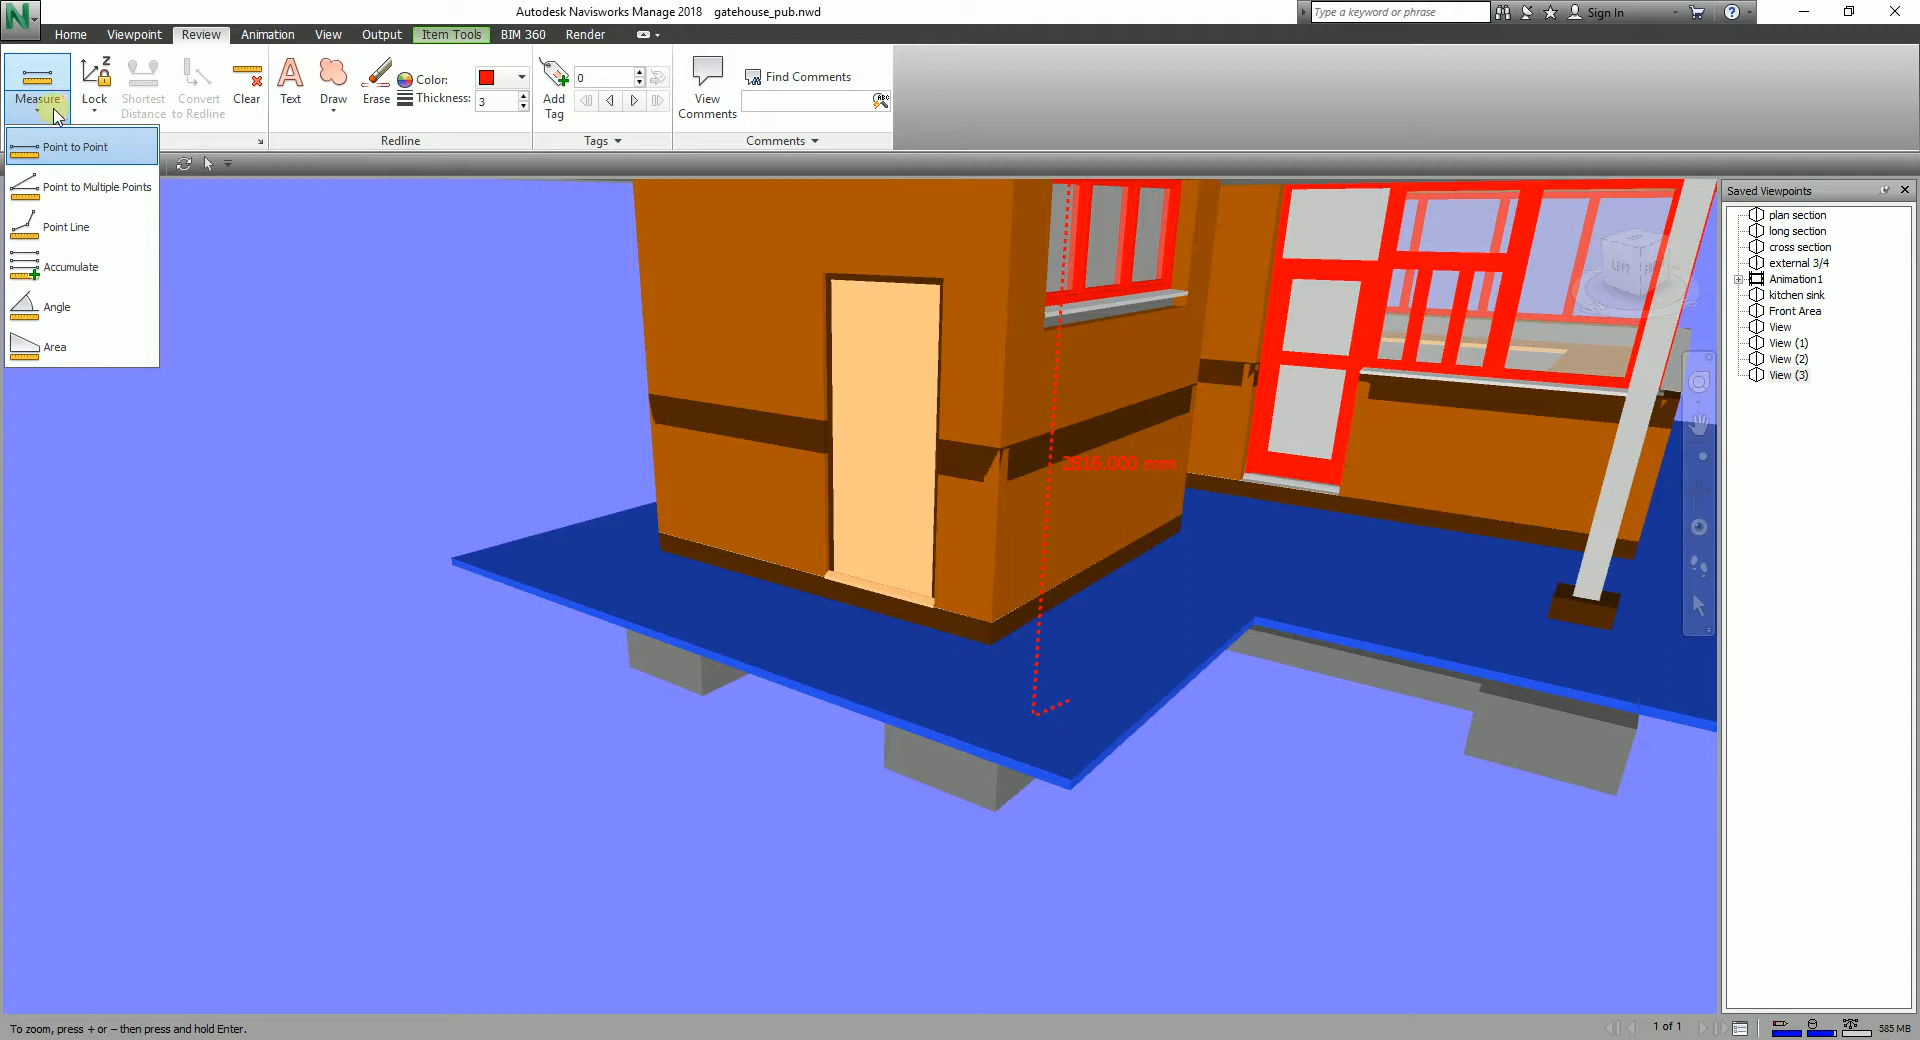 Autodesk Navisworks Manage 2018 gatehouse_pub.nwd
Type a keyword or phrase
Sign In
Home Viewpoint Review Animation View Output Item Tools BIM 360 Render
Measure
Lock
Shortest Distance
Convert to Redline
Clear
Text
Draw
Erase
Color:
Thickness: 3
Add Tag
0
View Comments
Find Comments
Redline
Tags
Comments
Point to Point
Point to Multiple Points
Point Line
Accumulate
Angle
Area
2816.000 mm
LEFT
Saved Viewpoints
plan section
long section
cross section
external 3/4
Animation1
kitchen sink
Front Area
View
View (1)
View (2)
View (3)
To zoom, press + or – then press and hold Enter.
1 of 1
585 MB